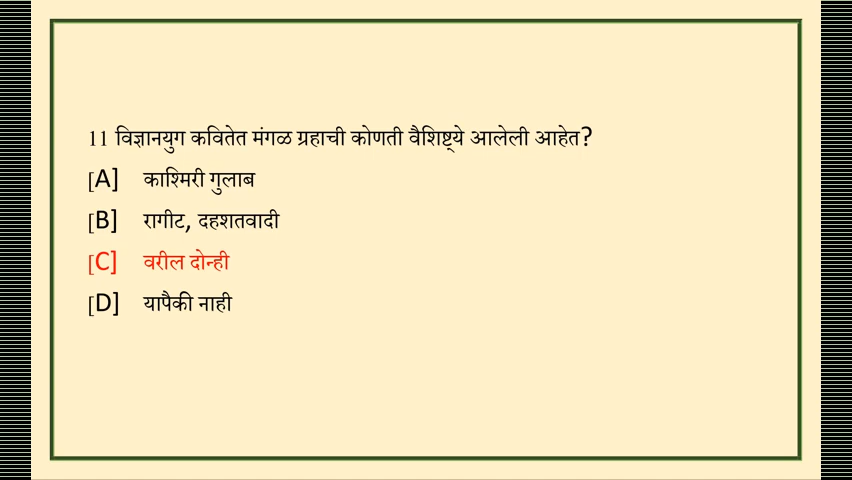 11 विज्ञानयुग कवितेत मंगळ ग्रहाची कोणती वैशिष्ट्ये आलेली आहेत?
[A] काश्मिरी गुलाब
[B] रागीट, दहशतवादी
[C] वरील दोन्ही
[D] यापैकी नाही